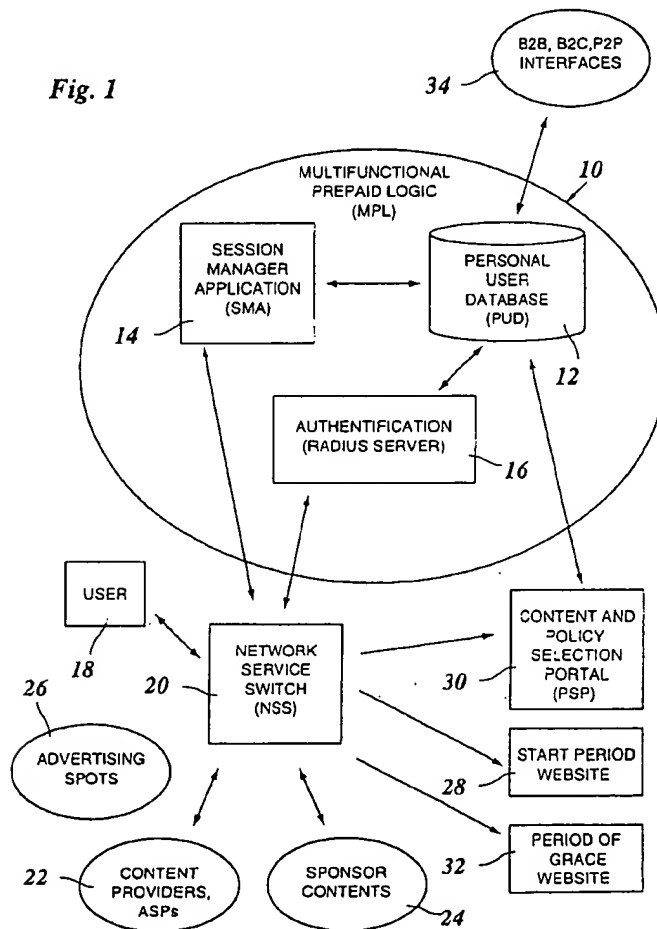 Fig. 1
B2B, B2C,P2P
INTERFACES
34
10
MULTIFUNCTIONAL
PREPAID LOGIC
(MPL)
SESSION
MANAGER
APPLICATION
(SMA)
14
PERSONAL
USER
DATABASE
(PUD)
12
AUTHENTIFICATION
(RADIUS SERVER)
16
USER
18
NETWORK
SERVICE
SWITCH
(NSS)
20
CONTENT AND
POLICY
SELECTION
PORTAL
(PSP)
30
26
ADVERTISING
SPOTS
START PERIOD
WEBSITE
28
PERIOD OF
GRACE
WEBSITE
32
22
CONTENT
PROVIDERS,
ASPs
SPONSOR
CONTENTS
24